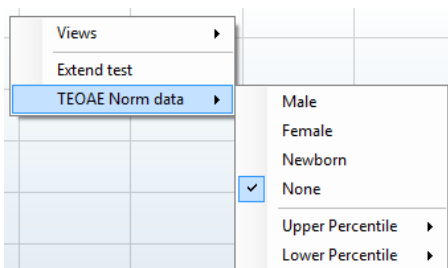 Views
Extend test
TEOAE Norm data
Male
Female
Newborn
None
Upper Percentile
Lower Percentile